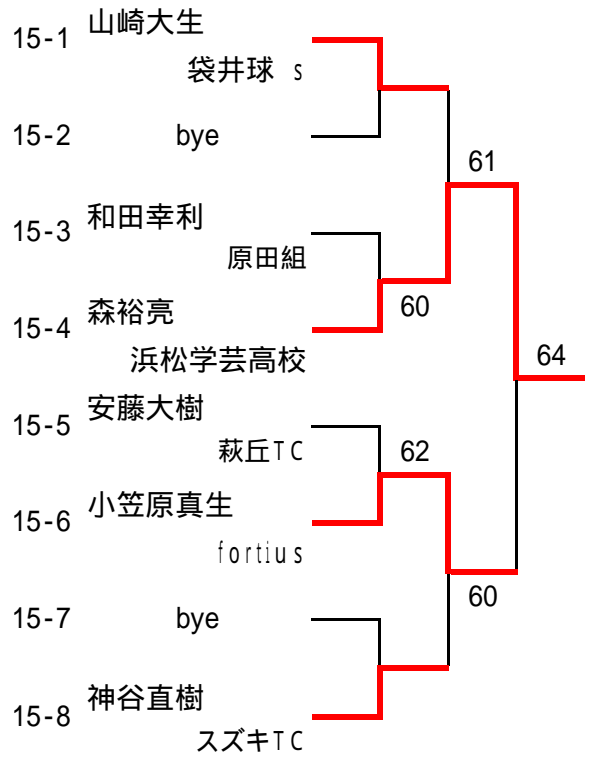 15-1 山崎大生
袋井球 s
15-2 bye
61
15-3 和田幸利
原田組
60
15-4 森裕亮
浜松学芸高校
64
15-5 安藤大樹
萩丘TC
62
15-6 小笠原真生
fortius
60
15-7 bye
15-8 神谷直樹
スズキTC